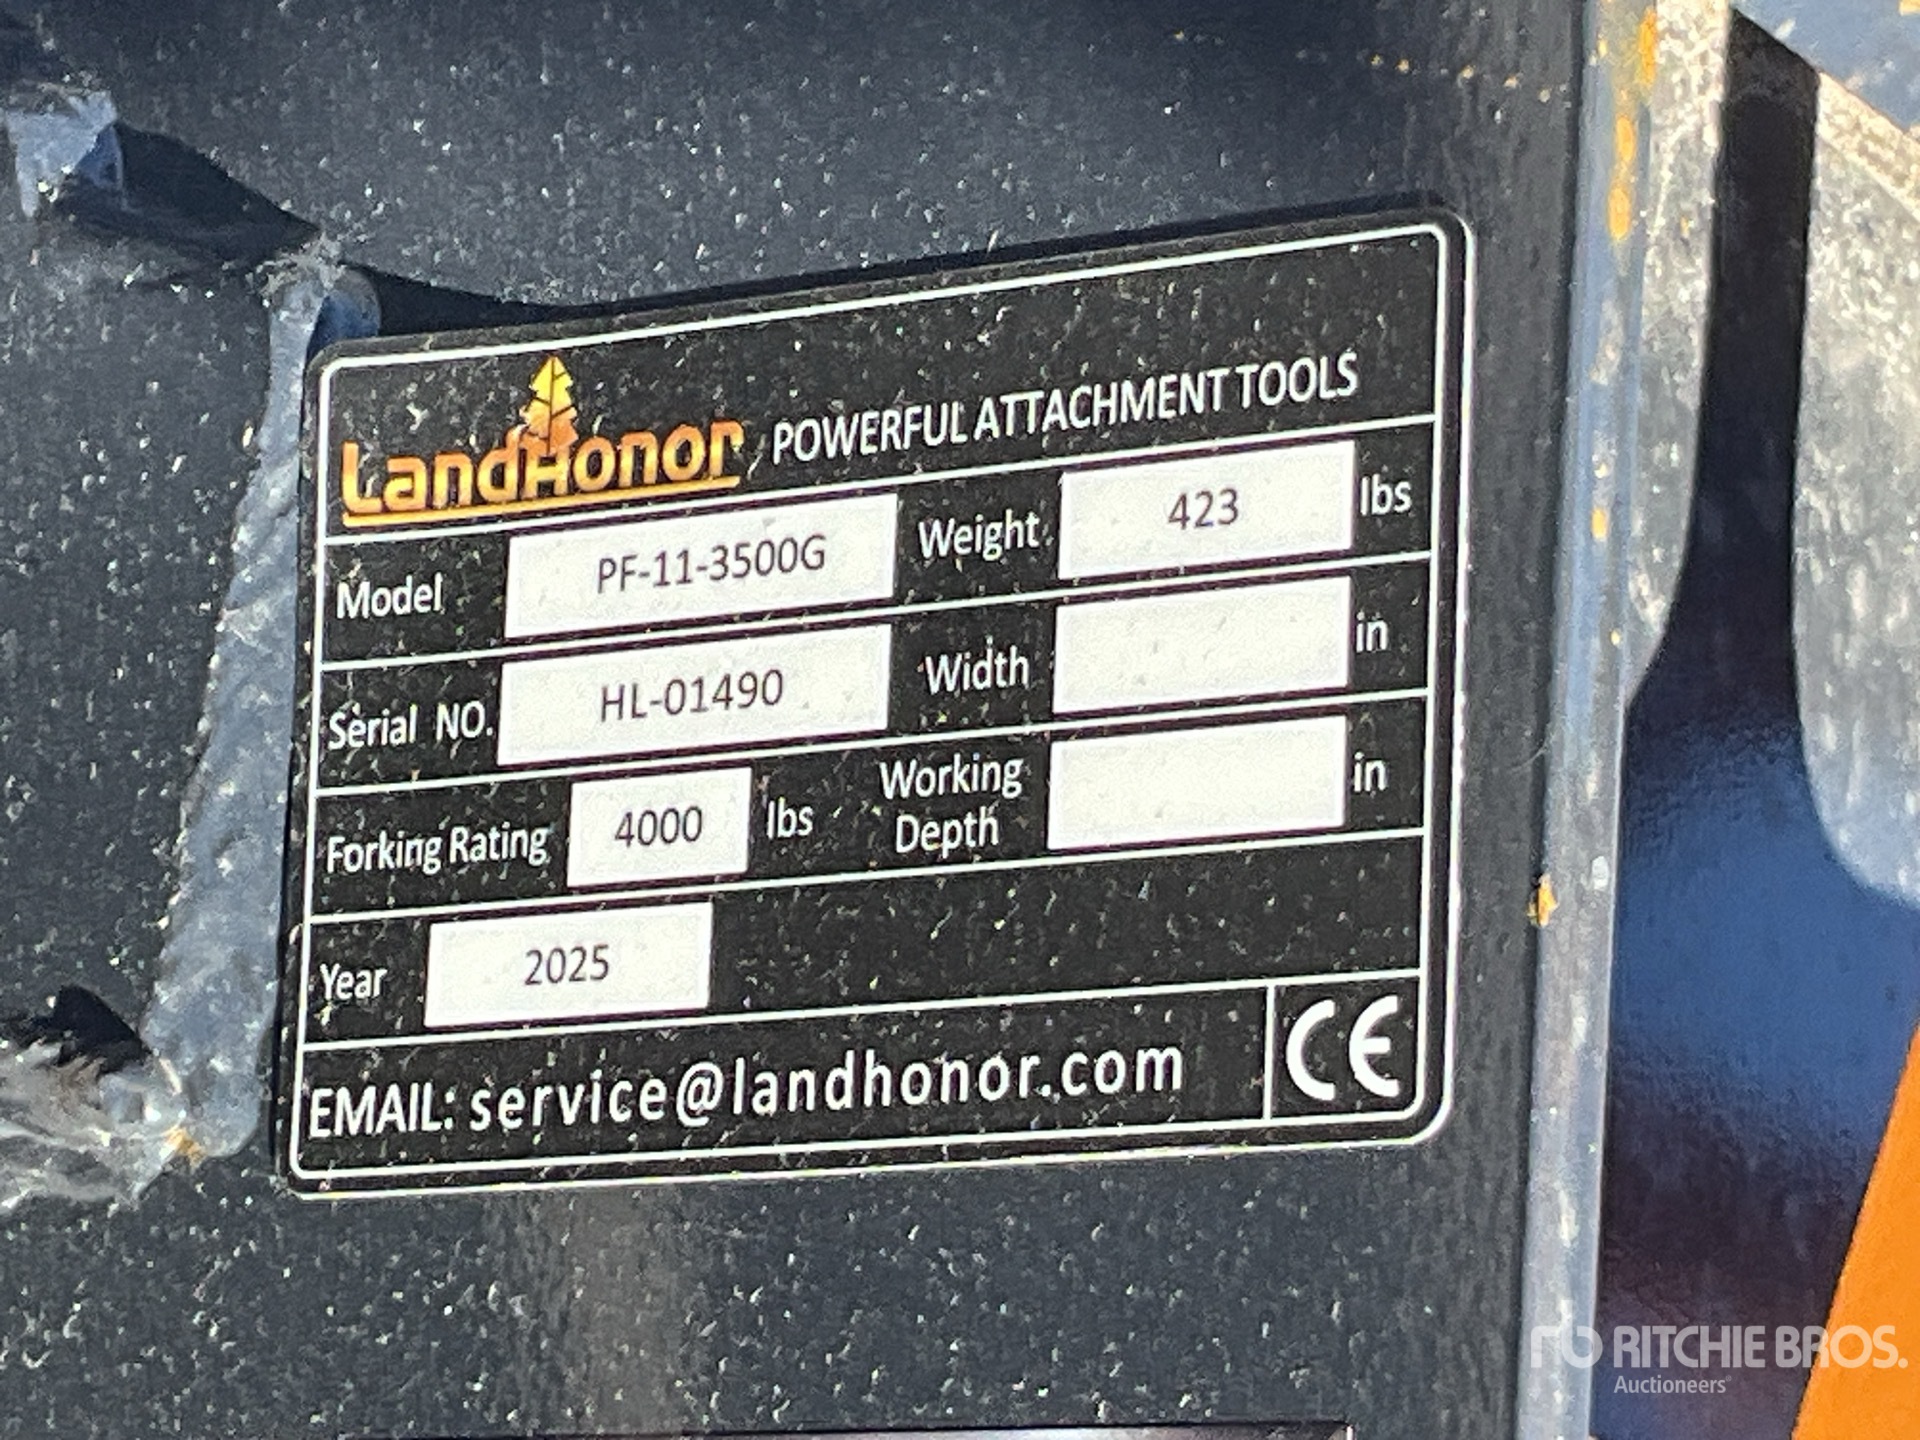 LandHonor POWERFUL ATTACHMENT TOOLS
Model PF-11-3500G Weight 423 lbs
Serial NO. HL-01490 Width in
Forking Rating 4000 lbs Working Depth in
Year 2025
EMAIL: service@landhonor.com CE
rb RITCHIE BROS.
Auctioneers